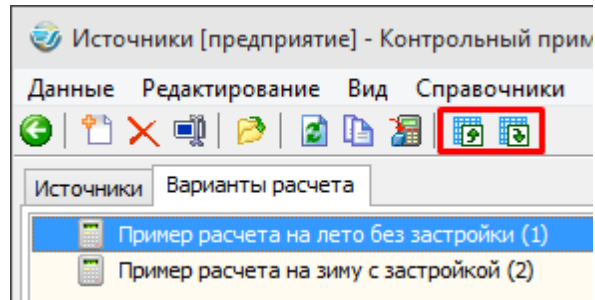 Источники [предприятие] - Контрольный прим
Данные Редактирование Вид Справочники
Источники Варианты расчета
Пример расчета на лето без застройки (1)
Пример расчета на зиму с застройкой (2)